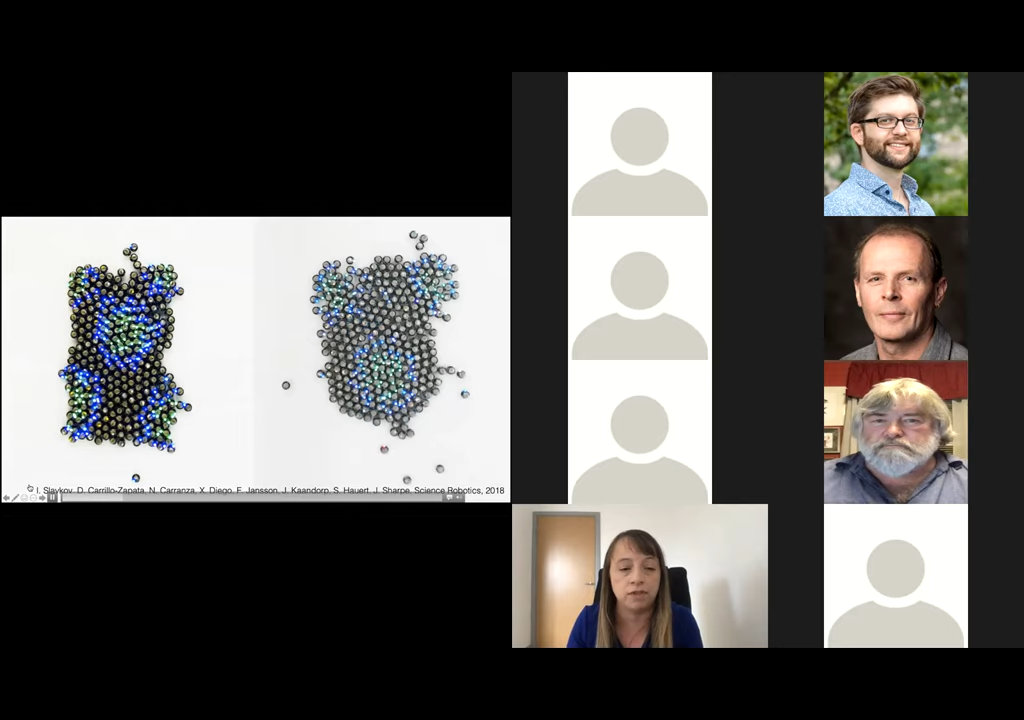 I. Slavkov, D. Carrillo-Zapata, N. Carranza, X. Diego, F. Jansson, J. Kaandorp, S. Hauert, J. Sharpe, Science Robotics, 2018